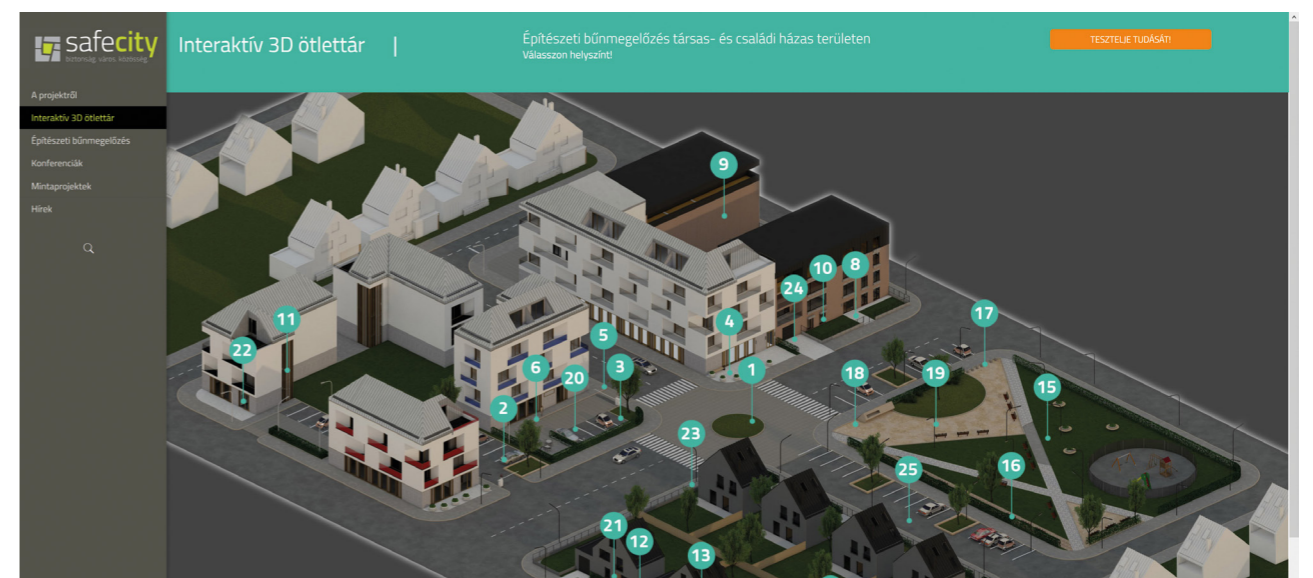 safecity
biztonság. város. közösség
A projektről
Interaktív 3D ötlettár
Építészeti bűnmegelőzés
Konferenciák
Mintaprojektek
Hírek
Interaktív 3D ötlettár |
Építészeti bűnmegelőzés társas- és családi házas területen
Válasszon helyszínt!
TESZTELJE TUDÁSÁT!
9
10
8
24
17
11
4
5
22
6
3
1
18
19
15
20
2
23
25
16
21
12
13